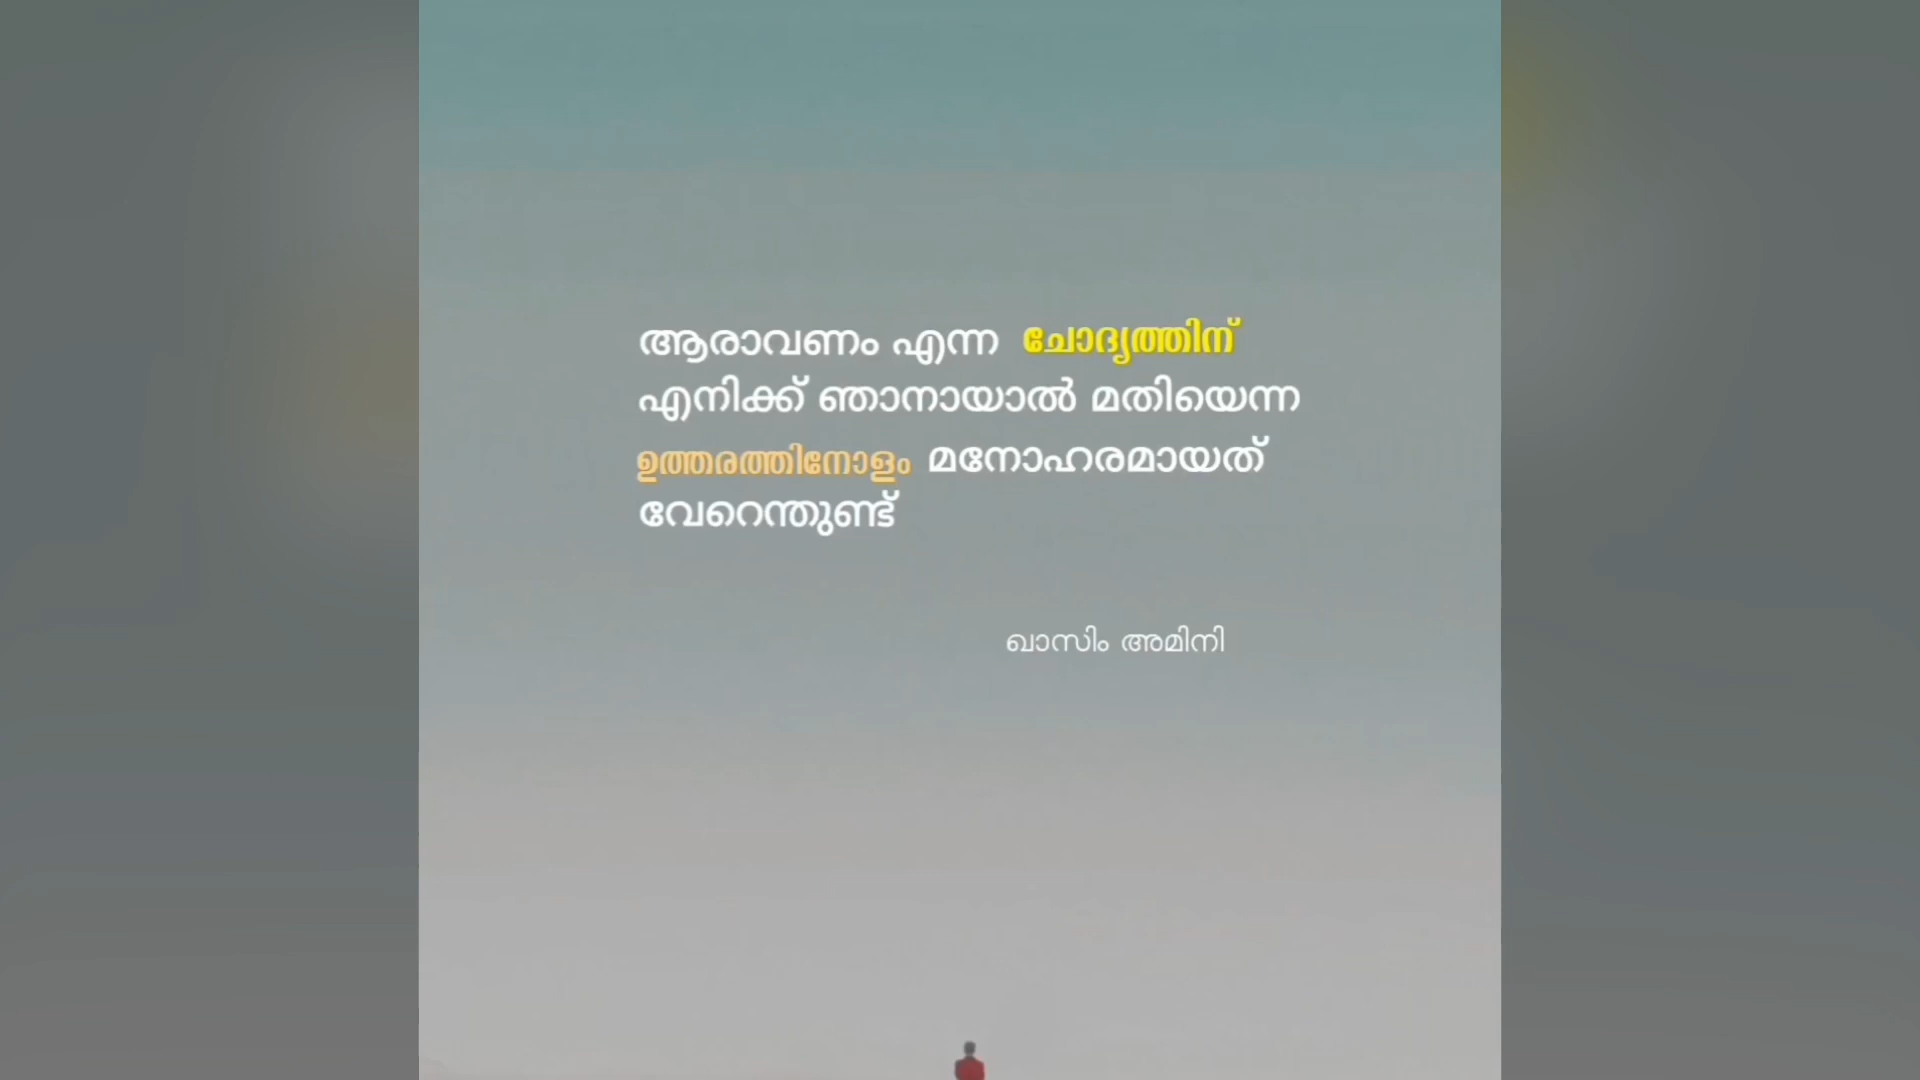 ആരാവണം എന്ന ചോദ്യത്തിന്
എനിക്ക് ഞാനായാൽ മതിയെന്ന
ഉത്തരത്തിനോളം മനോഹരമായത്
വേറെന്തുണ്ട്
ഖാസിം അമിനി